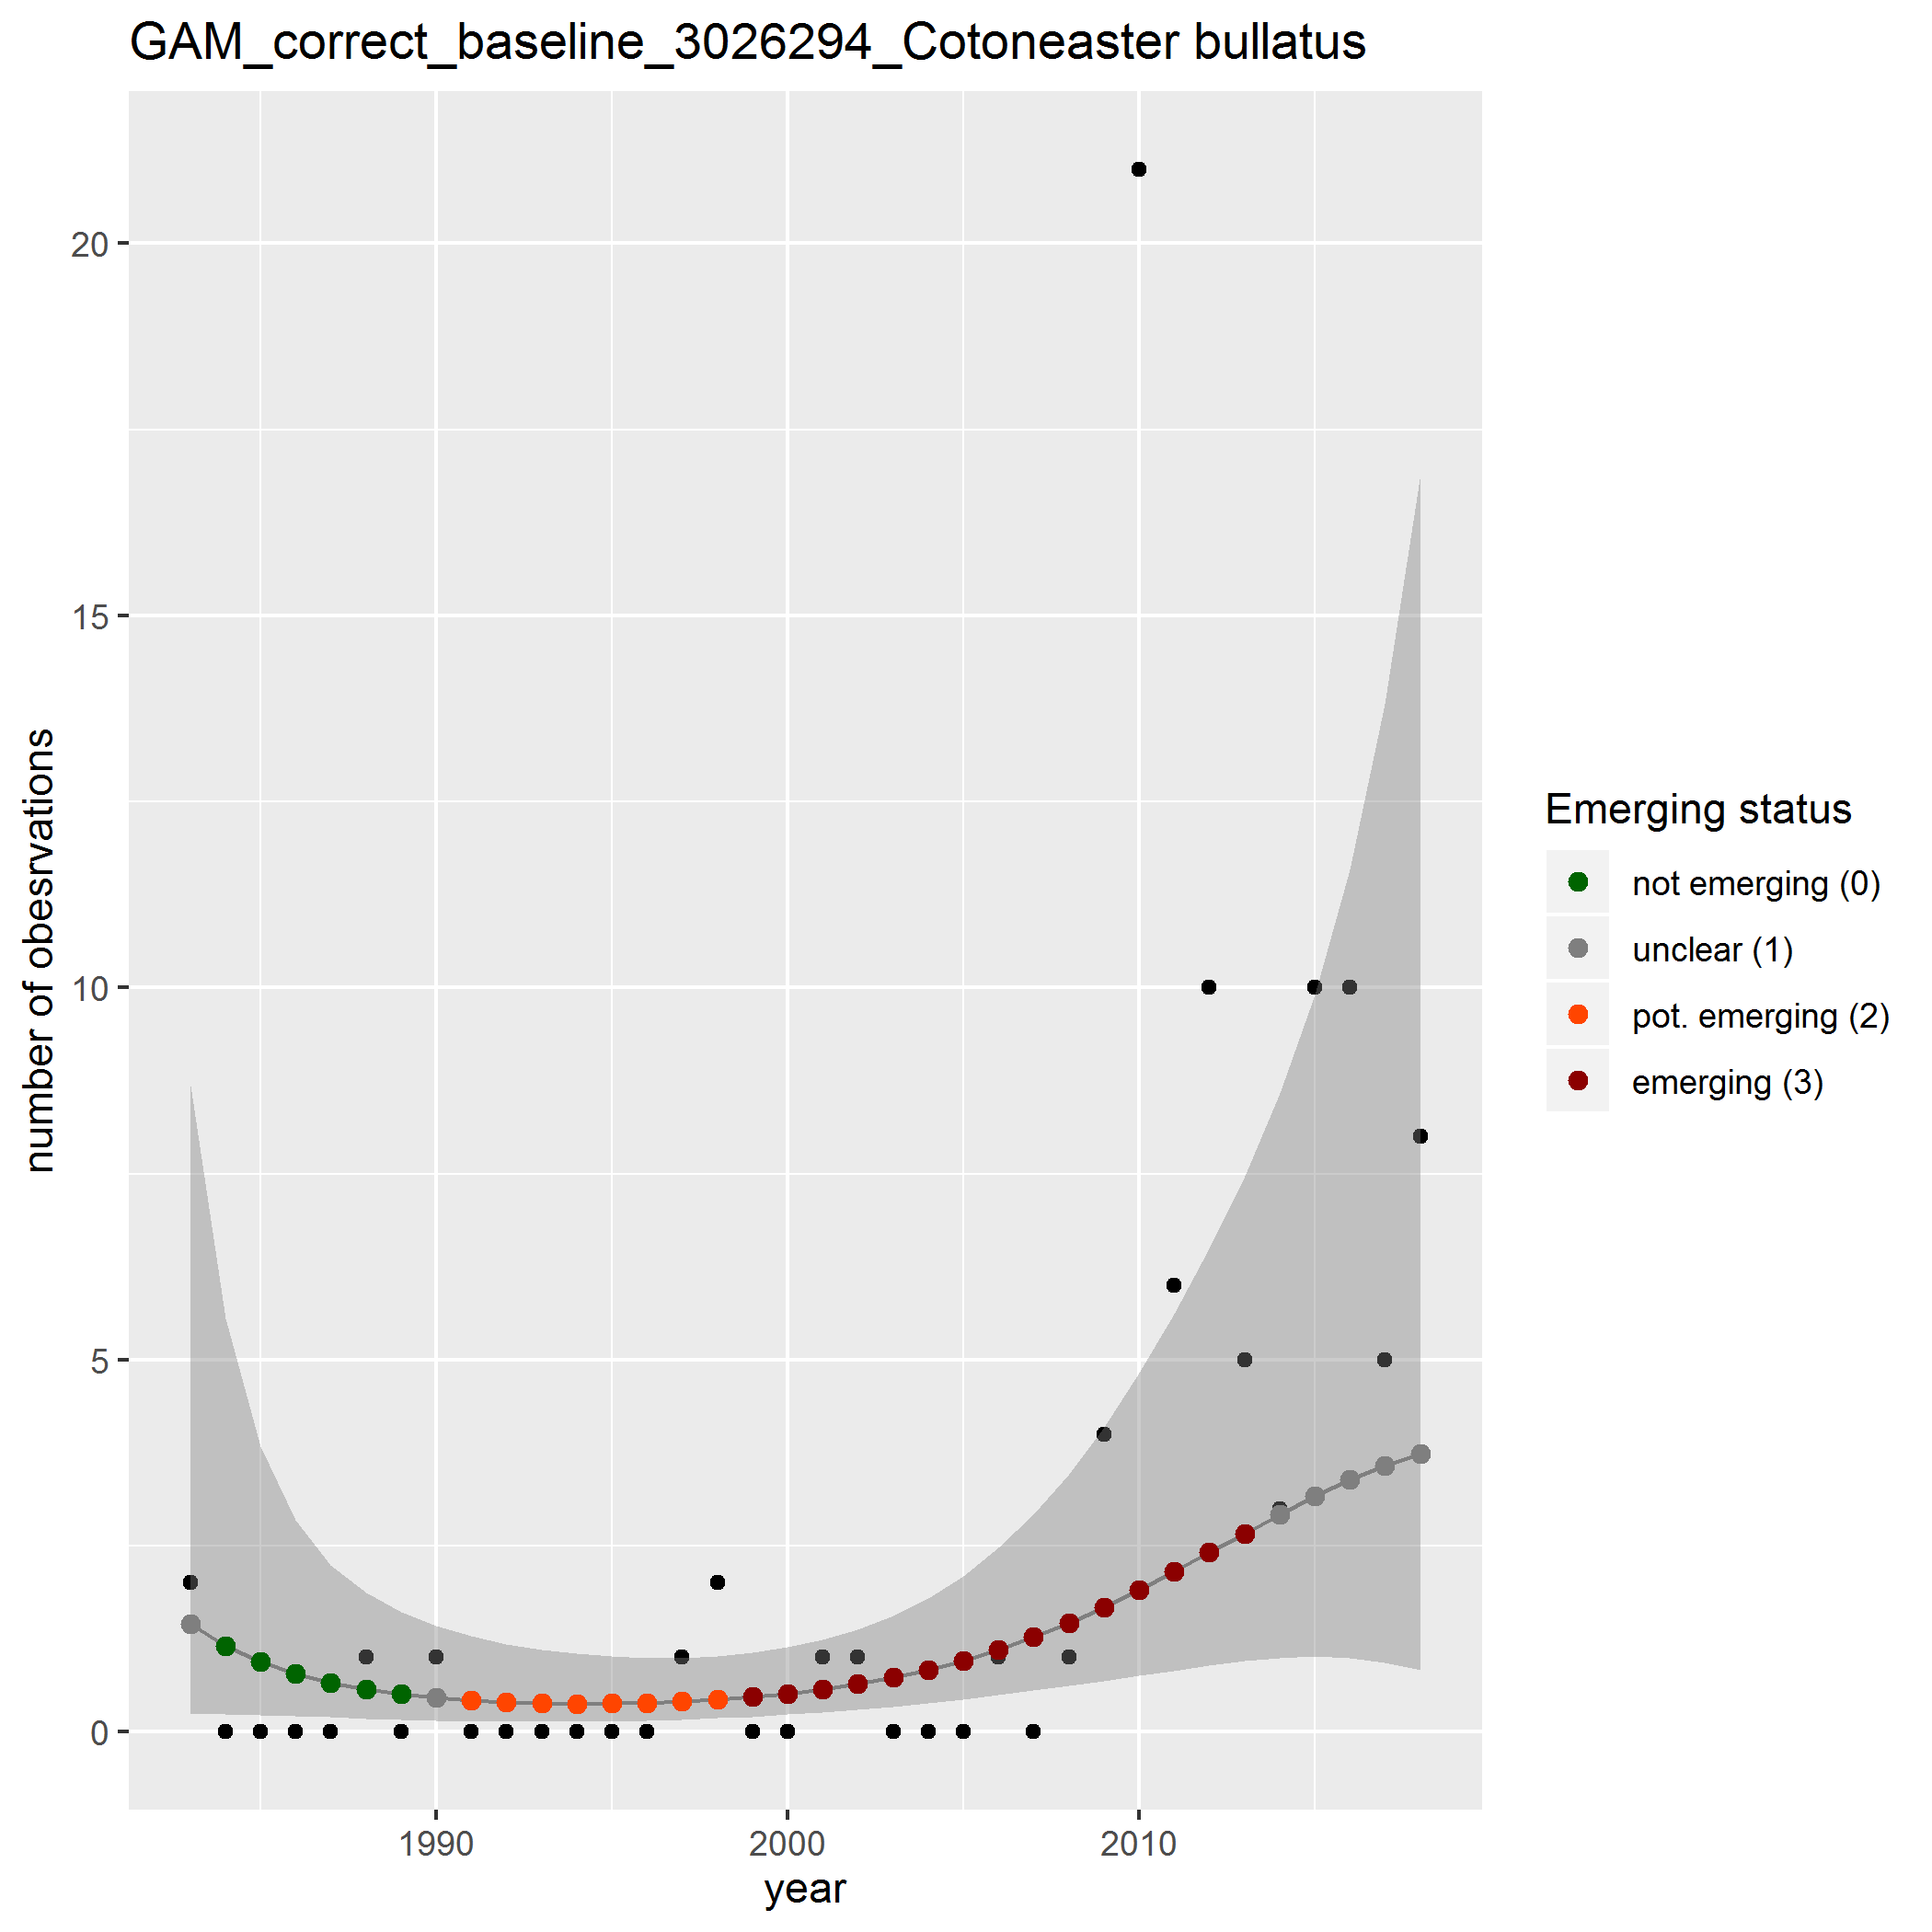 GAM_correct_baseline_3026294_Cotoneaster bullatus
number of obesrvations
20
15
10
5
0
1990 2000 2010
year
Emerging status
not emerging (0)
unclear (1)
pot. emerging (2)
emerging (3)